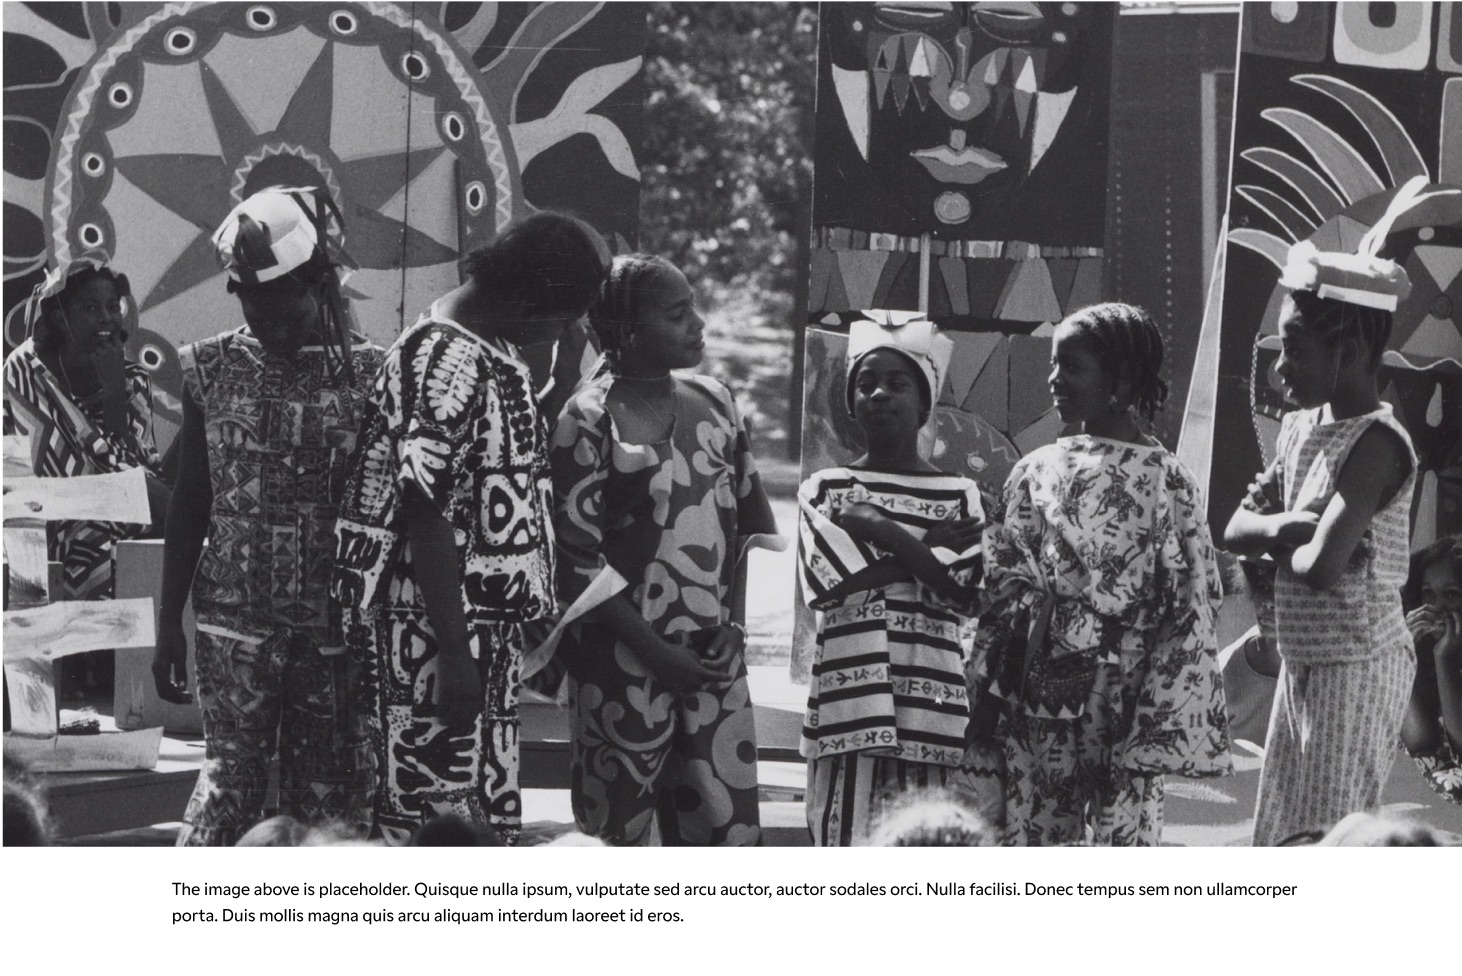 The image above is placeholder. Quisque nulla ipsum, vulputate sed arcu auctor, auctor sodales orci. Nulla facilisi. Donec tempus sem non ullamcorper
porta. Duis mollis magna quis arcu aliquam interdum laoreet id eros.